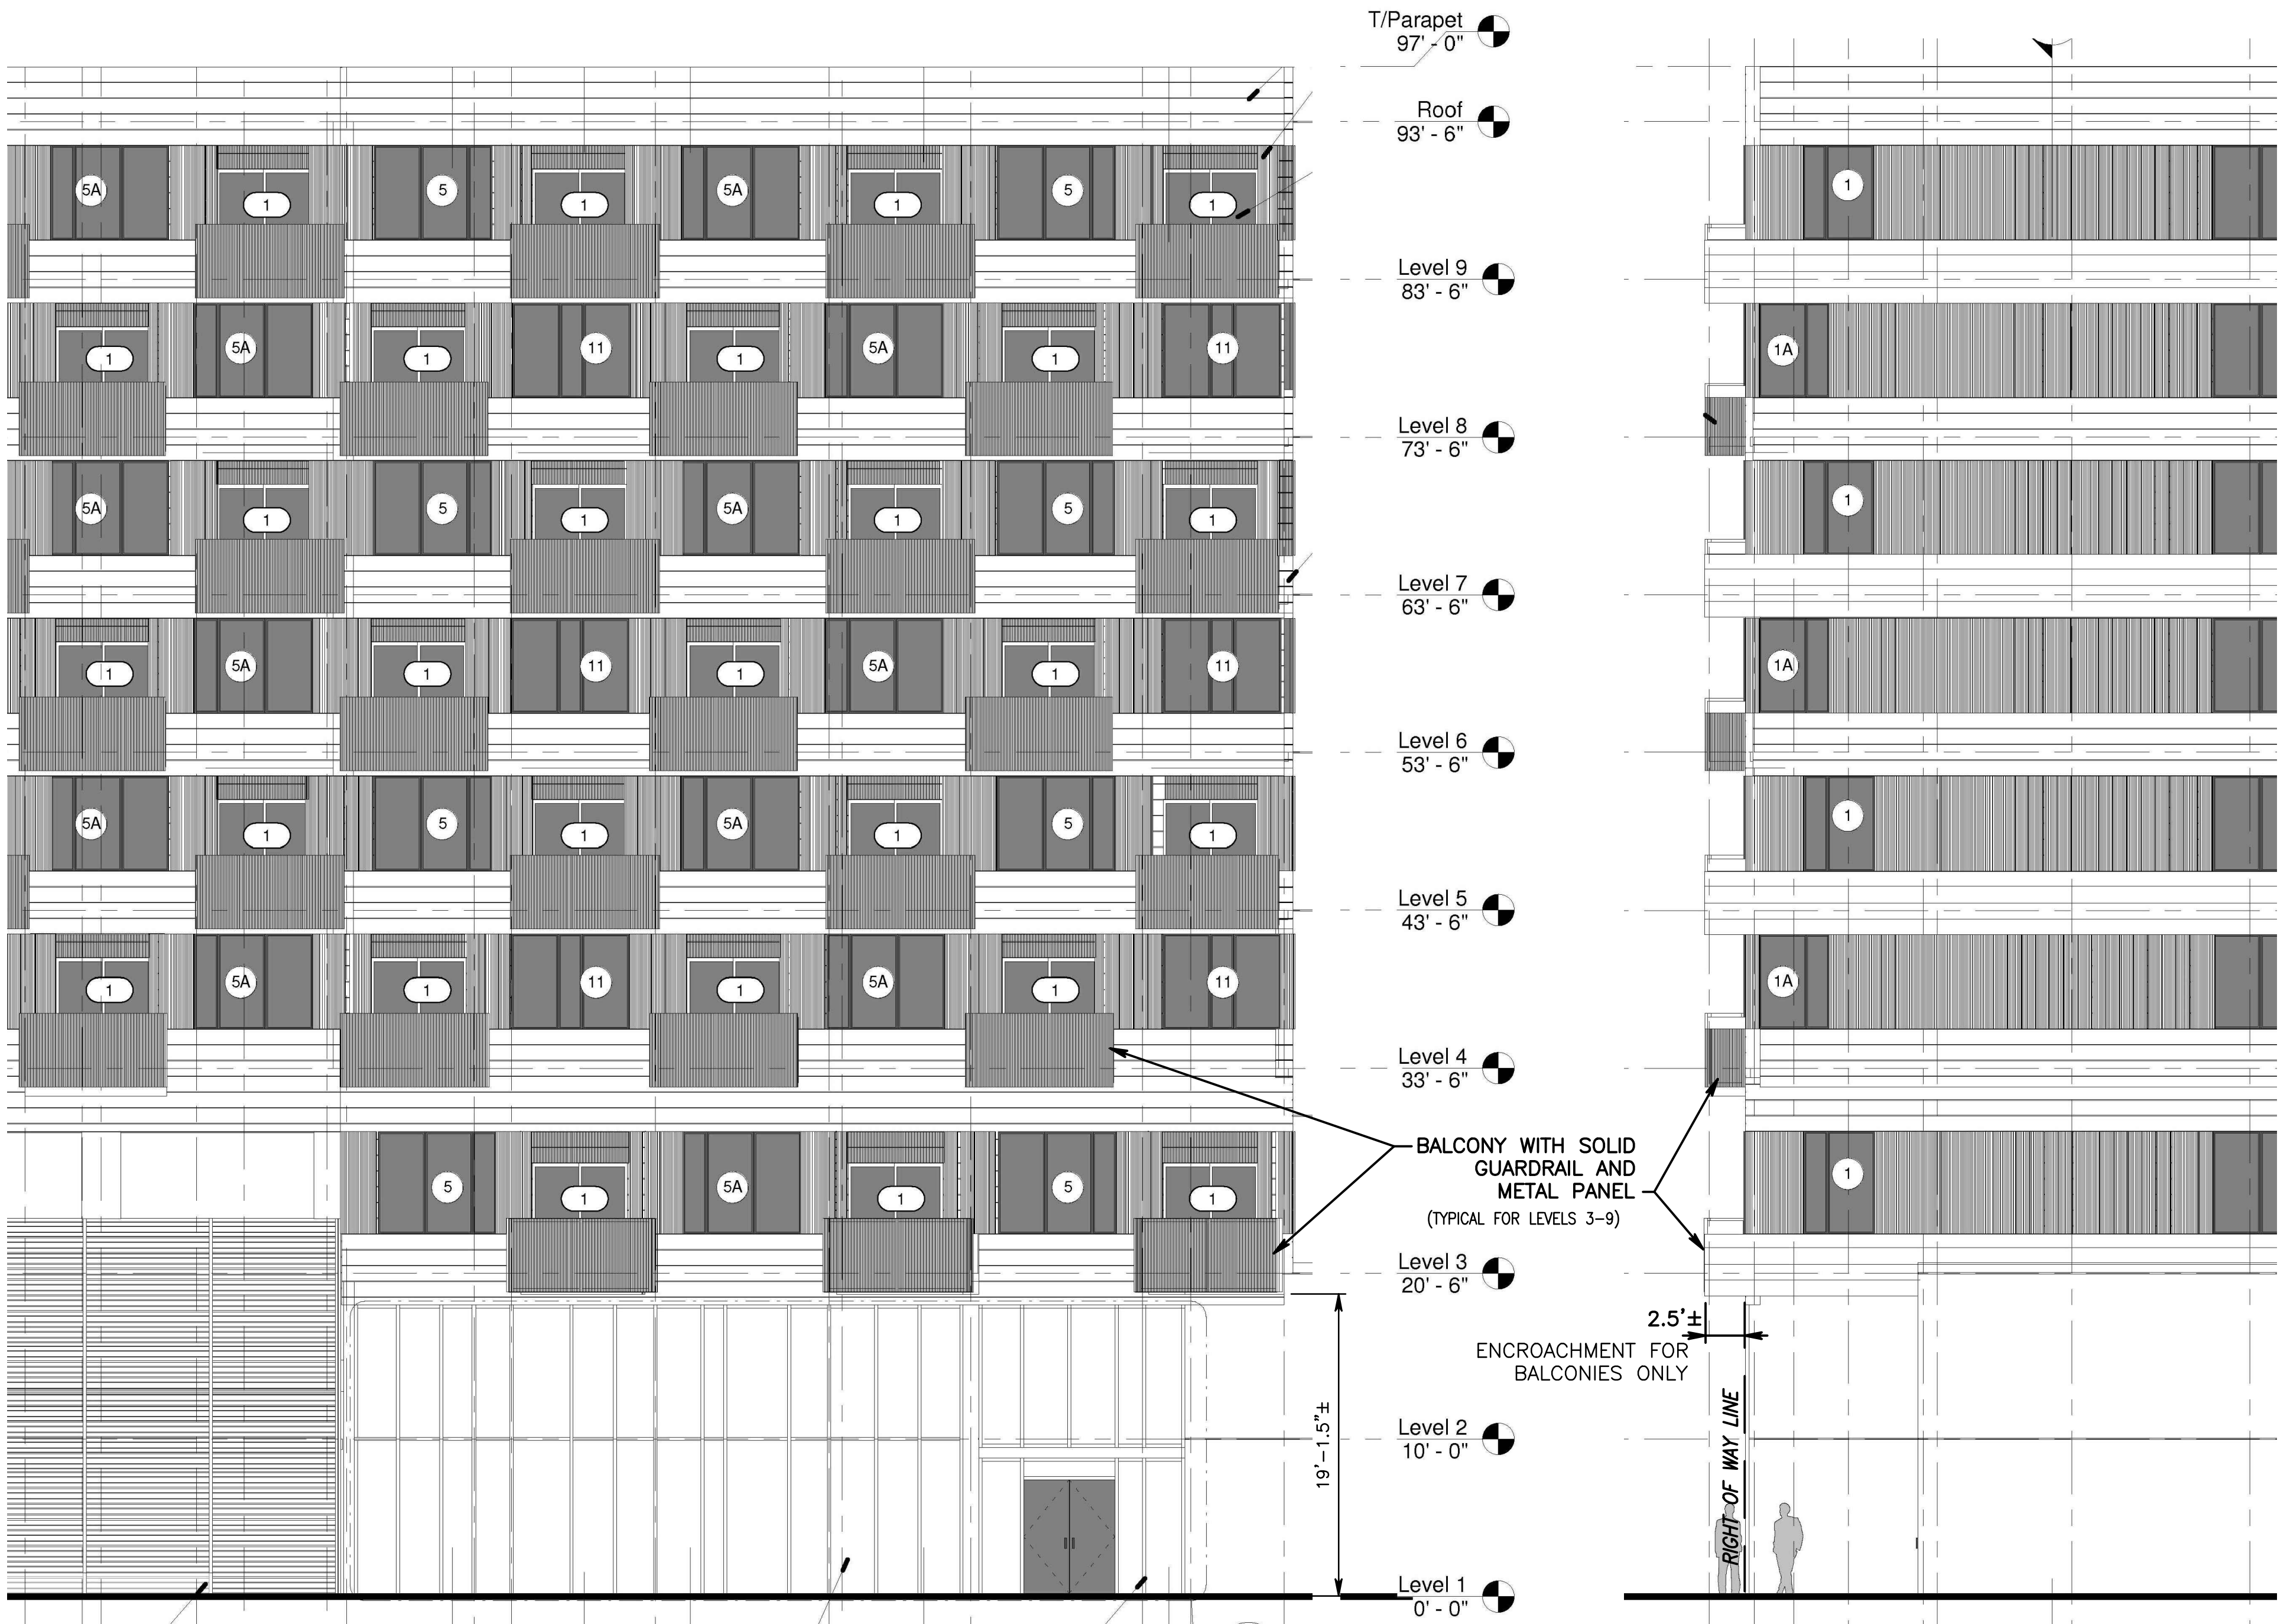 T/Parapet
97' - 0"
Roof
93' - 6"
5A 1 5 1 5A 1 5 1
1
Level 9
83' - 6"
1 5A 1 11 1 5A 1 11
1A
Level 8
73' - 6"
5A 1 5 1 5A 1 5 1
1
Level 7
63' - 6"
1 5A 1 11 1 5A 1 11
1A
Level 6
53' - 6"
5A 1 5 1 5A 1 5 1
1
Level 5
43' - 6"
1 5A 1 11 1 5A 1 11
1A
Level 4
33' - 6"
BALCONY WITH SOLID
GUARDRAIL AND
METAL PANEL
(TYPICAL FOR LEVELS 3-9)
5 1 5A 1 5 1
1
Level 3
20' - 6"
2.5'±
ENCROACHMENT FOR
BALCONIES ONLY
19'-1.5"±
RIGHT OF WAY LINE
Level 2
10' - 0"
Level 1
0' - 0"